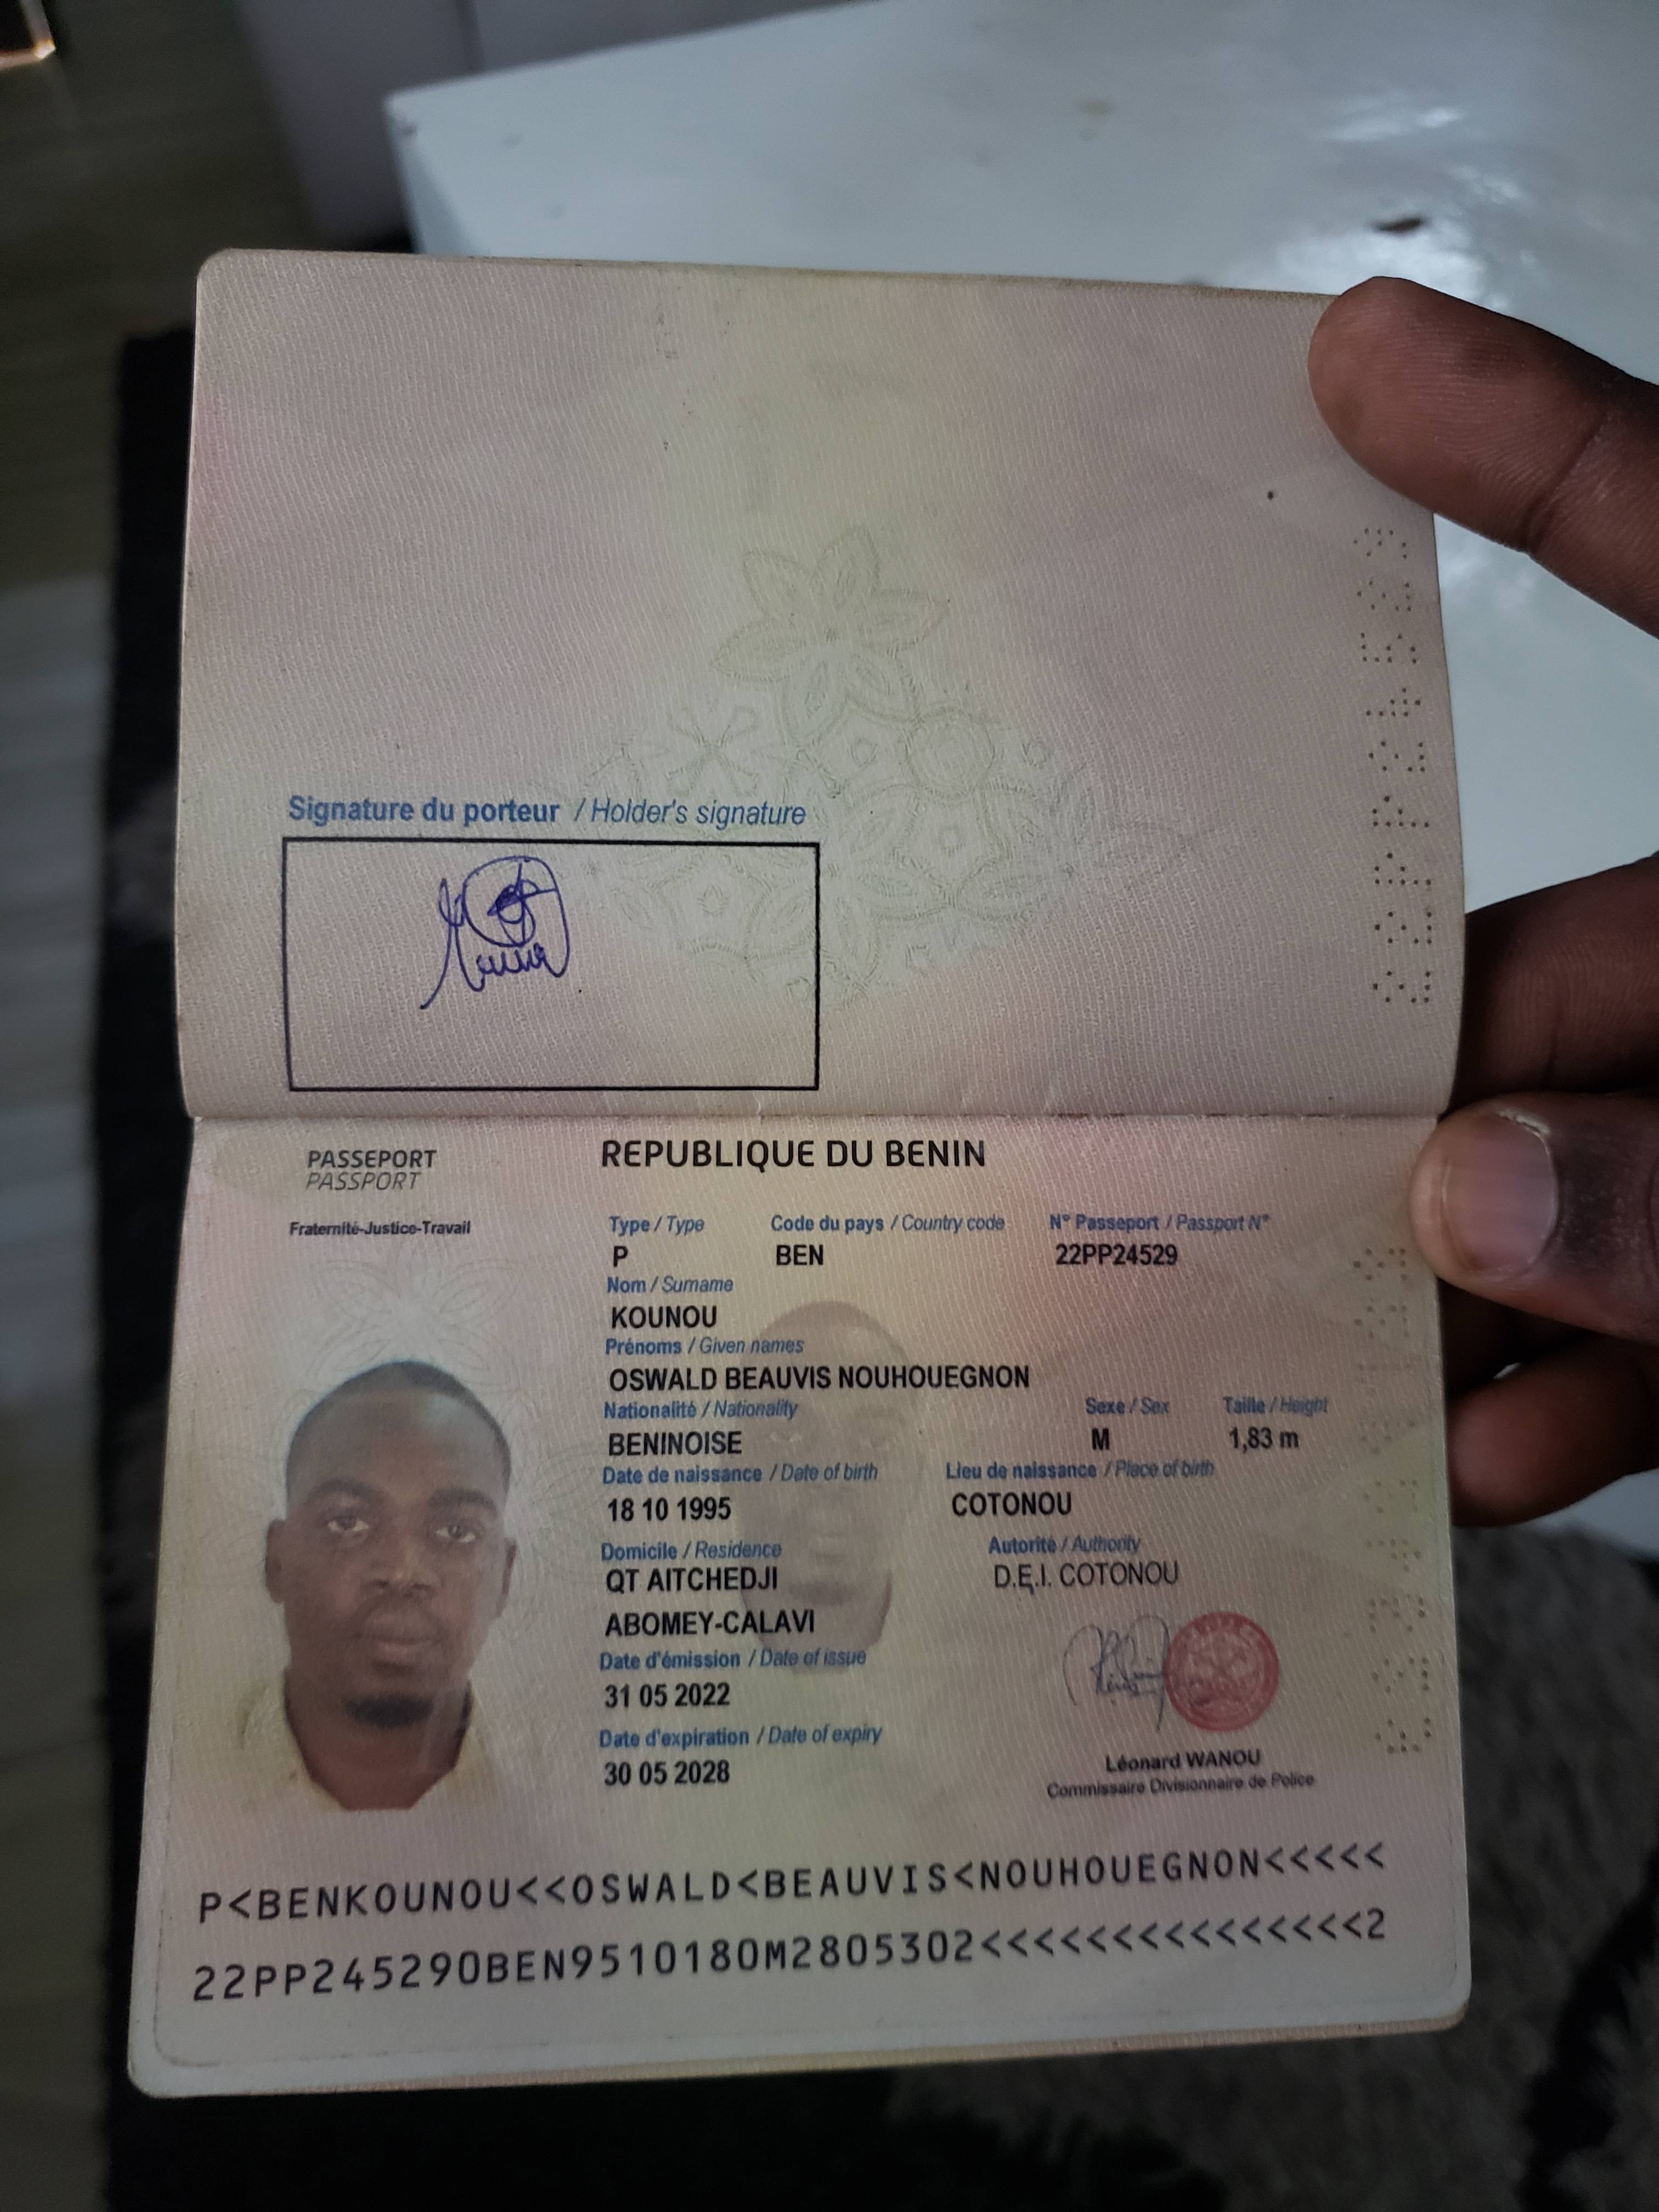 Signature du porteur / Holder's signature
PASSEPORT
PASSPORT
REPUBLIQUE DU BENIN
Fraternité-Justice-Travail
Type / Type Code du pays / Country code N° Passeport / Passport N°
P BEN 22PP24529
Nom / Surname
KOUNOU
Prénoms / Given names
OSWALD BEAUVIS NOUHOUEGNON
Nationalité / Nationality Sexe / Sex Taille / Height
BENINOISE M 1,83 m
Date de naissance / Date of birth Lieu de naissance / Place of birth
18 10 1995 COTONOU
Domicile / Residence Autorité / Authority
QT AITCHEDJI D.E.I. COTONOU
ABOMEY-CALAVI
Date d'émission / Date of issue
31 05 2022
Date d'expiration / Date of expiry
30 05 2028
Léonard WANOU
Commissaire Divisionnaire de Police
P<BENKOUNOU<<OSWALD<BEAUVIS<NOUHOUEGNON<<<<<
22PP245290BEN9510180M2805302<<<<<<<<<<<<<<<2